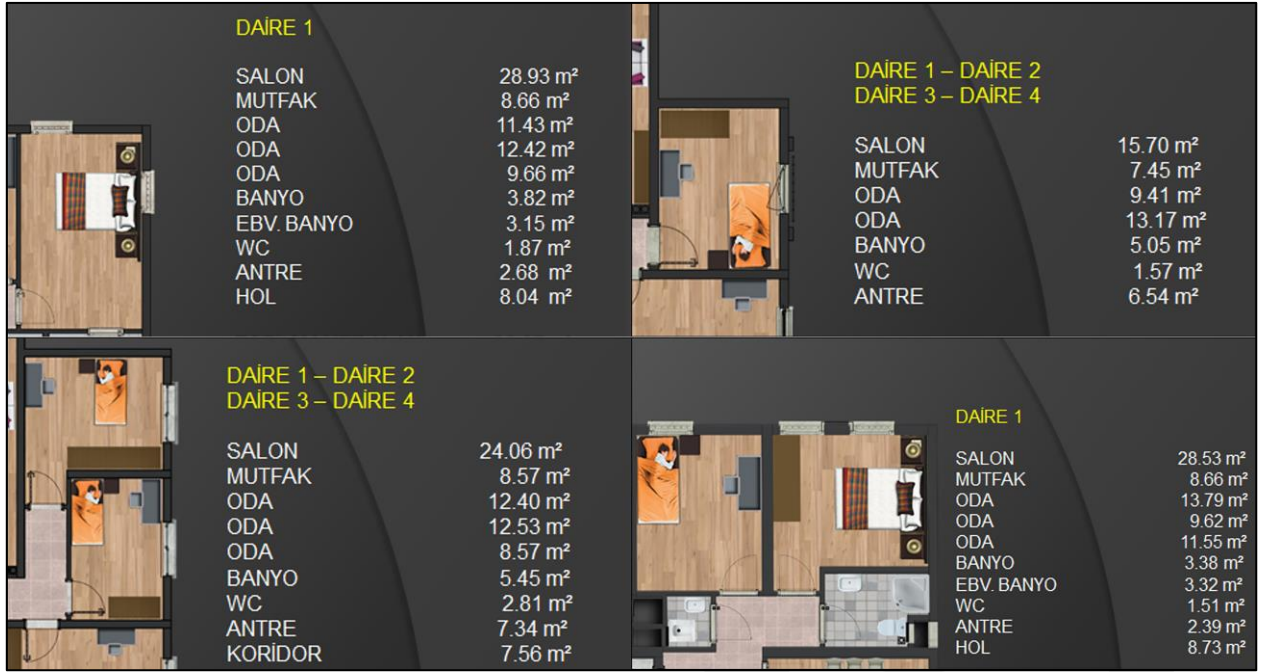 DAİRE 1
SALON 28.93 m²
MUTFAK 8.66 m²
ODA 11.43 m²
ODA 12.42 m²
ODA 9.66 m²
BANYO 3.82 m²
EBV. BANYO 3.15 m²
WC 1.87 m²
ANTRE 2.68 m²
HOL 8.04 m²
DAİRE 1 – DAİRE 2
DAİRE 3 – DAİRE 4
SALON 15.70 m²
MUTFAK 7.45 m²
ODA 9.41 m²
ODA 13.17 m²
BANYO 5.05 m²
WC 1.57 m²
ANTRE 6.54 m²
DAİRE 1 – DAİRE 2
DAİRE 3 – DAİRE 4
SALON 24.06 m²
MUTFAK 8.57 m²
ODA 12.40 m²
ODA 12.53 m²
ODA 8.57 m²
BANYO 5.45 m²
WC 2.81 m²
ANTRE 7.34 m²
KORİDOR 7.56 m²
DAİRE 1
SALON 28.53 m²
MUTFAK 8.66 m²
ODA 13.79 m²
ODA 9.62 m²
ODA 11.55 m²
BANYO 3.38 m²
EBV. BANYO 3.32 m²
WC 1.51 m²
ANTRE 2.39 m²
HOL 8.73 m²